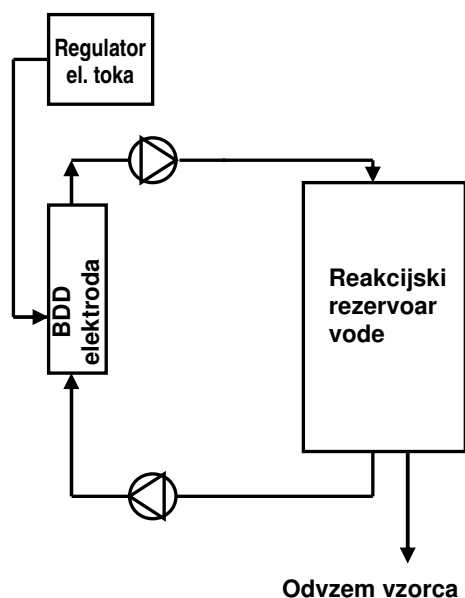 Regulator
el. toka
BDD
elektroda
Reakcijski
rezervoar
vode
Odvzem vzorca